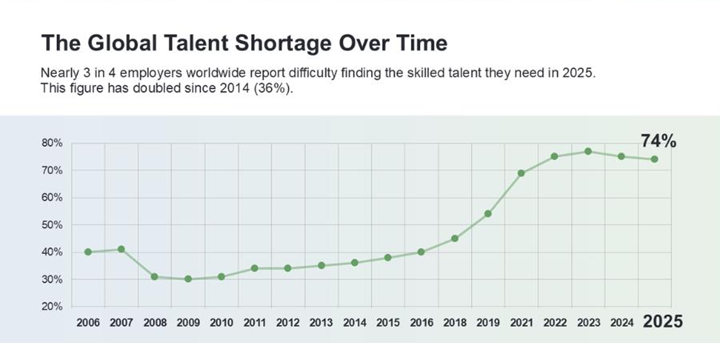 The Global Talent Shortage Over Time
Nearly 3 in 4 employers worldwide report difficulty finding the skilled talent they need in 2025.
This figure has doubled since 2014 (36%).
74%
80%
70%
60%
50%
40%
30%
20%
2006 2007 2008 2009 2010 2011 2012 2013 2014 2015 2016 2018 2019 2021 2022 2023 2024 2025